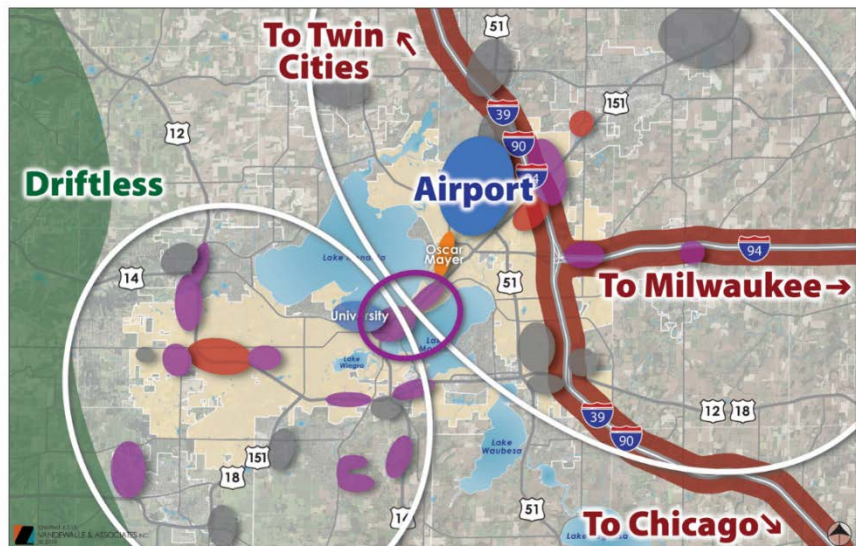 To Twin
Cities
51
151
12
39
90
94
Driftless
Airport
Oscar
Mayer
Lake Mendota
14
94
To Milwaukee
51
University
Lake
Wingra
39
90
12 18
Lake
Waubesa
151
18
14
51
To Chicago
VANDEWALLE & ASSOCIATES INC.